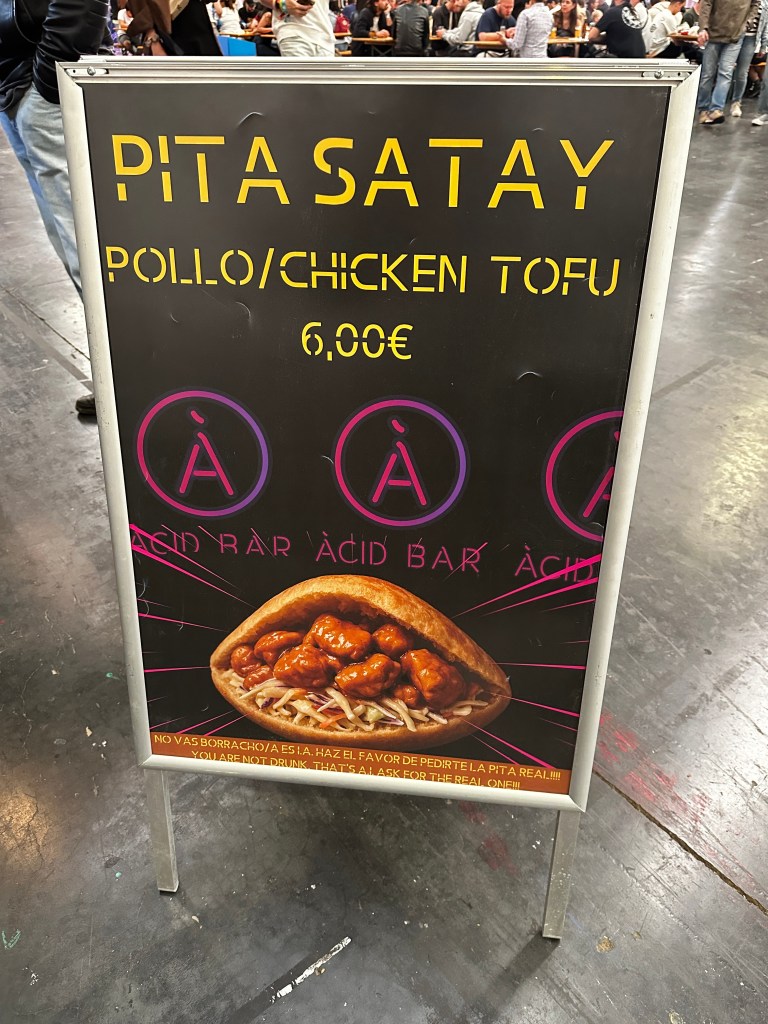 PITA SATAY
POLLO/CHICKEN TOFU
6,00€
À À À
ÀCID BAR ÀCID BAR ÀCID
NO VAS BORRACHO/A ES I.A. HAZ EL FAVOR DE PEDIRTE LA PITA REAL!!!!
YOU ARE NOT DRUNK, THAT'S A.I. ASK FOR THE REAL ONE!!!